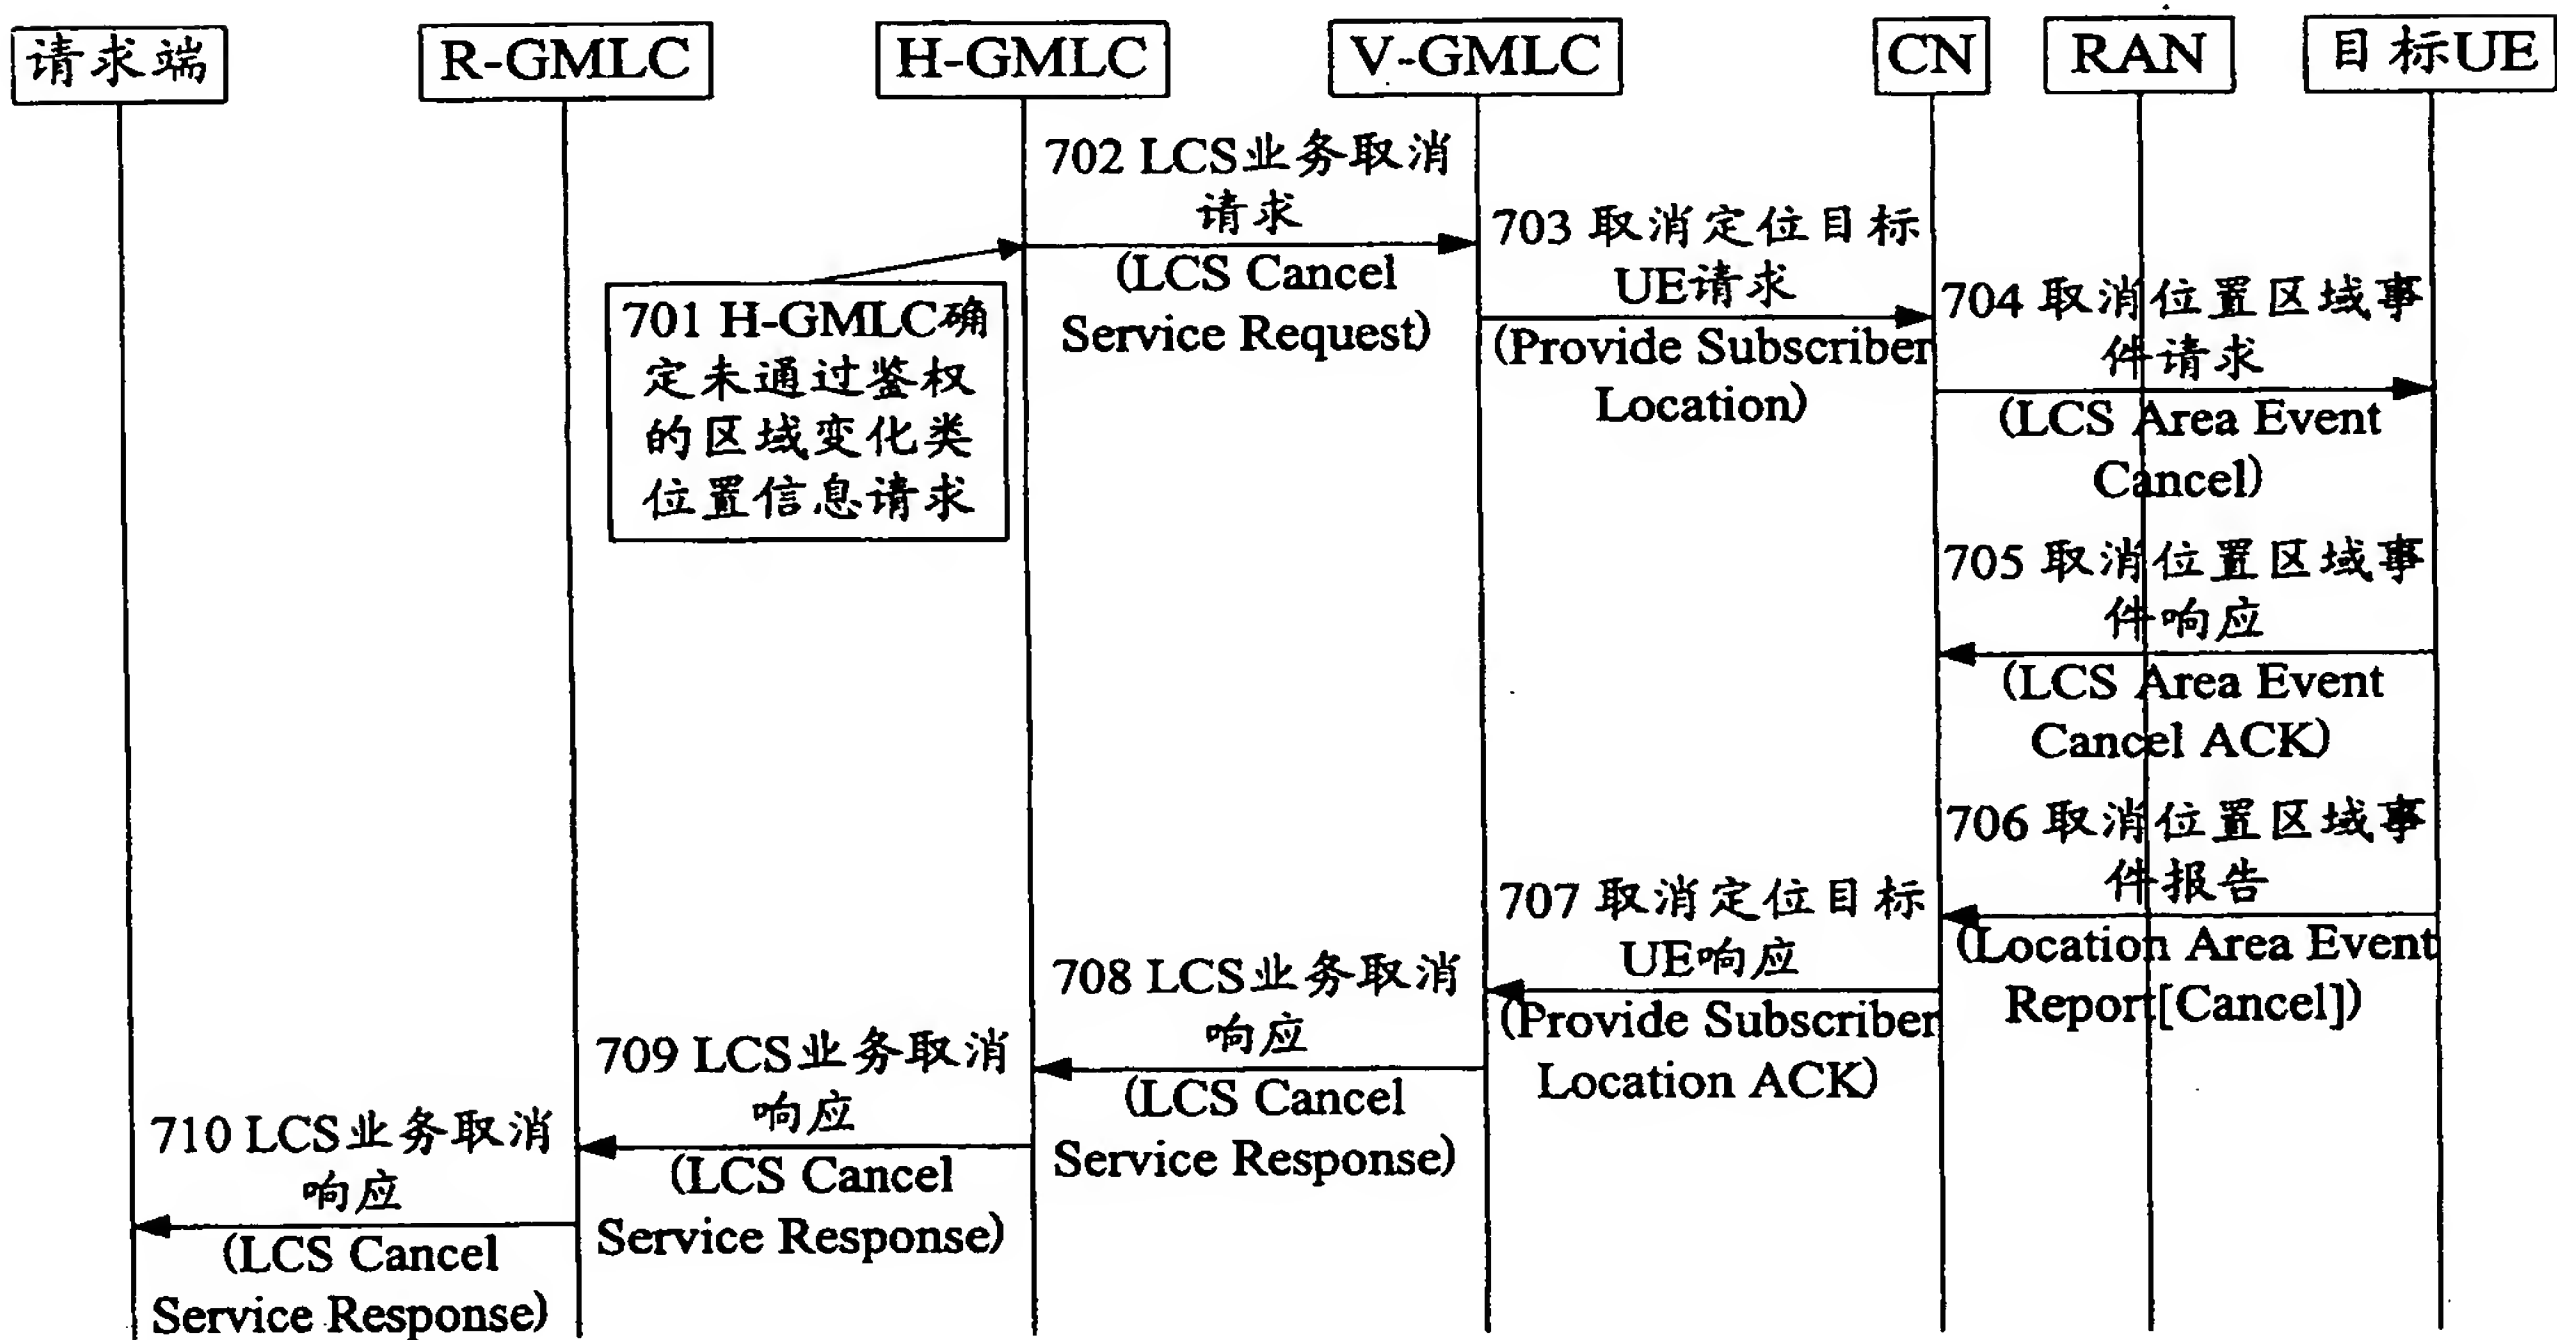 请求端
R-GMLC
H-GMLC
V-GMLC
CN
RAN
目标UE
701 H-GMLC确
定未通过鉴权
的区域变化类
位置信息请求
702 LCS业务取消
请求
(LCS Cancel
Service Request)
703 取消定位目标
UE请求
(Provide Subscriber
Location)
704 取消位置区域事
件请求
(LCS Area Event
Cancel)
705 取消位置区域事
件响应
(LCS Area Event
Cancel ACK)
706 取消位置区域事
件报告
(Location Area Event
Report[Cancel])
707 取消定位目标
UE响应
(Provide Subscriber
Location ACK)
708 LCS业务取消
响应
(LCS Cancel
Service Response)
709 LCS业务取消
响应
(LCS Cancel
Service Response)
710 LCS业务取消
响应
(LCS Cancel
Service Response)